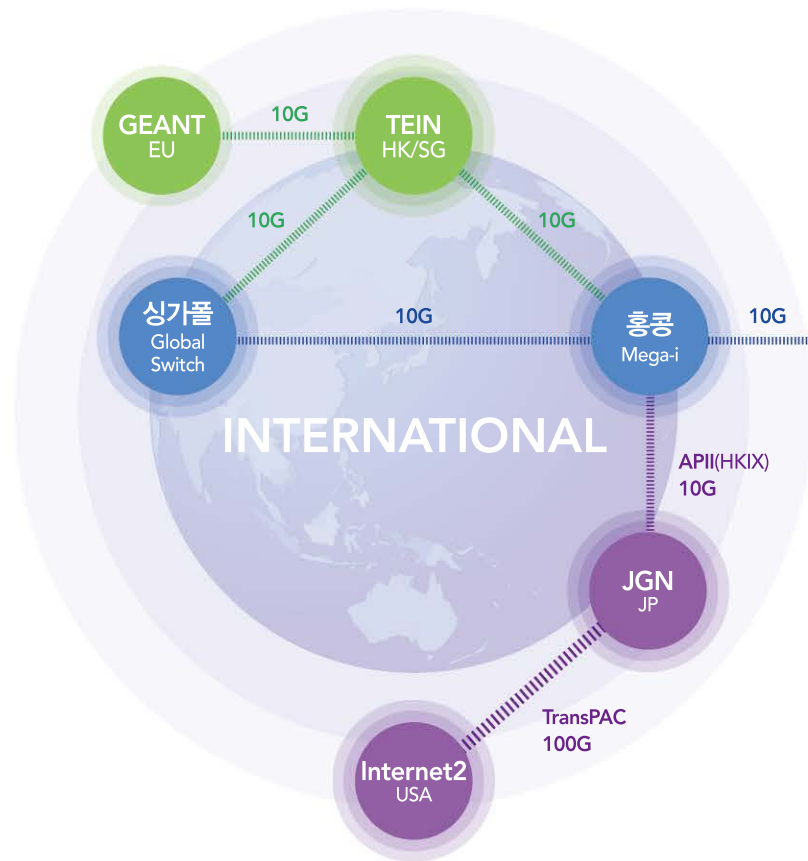 10G
GEANT
EU
TEIN
HK/SG
10G
10G
싱가폴
Global
Switch
10G
홍콩
Mega-i
10G
INTERNATIONAL
APII(HKIX)
10G
JGN
JP
TransPAC
100G
Internet2
USA